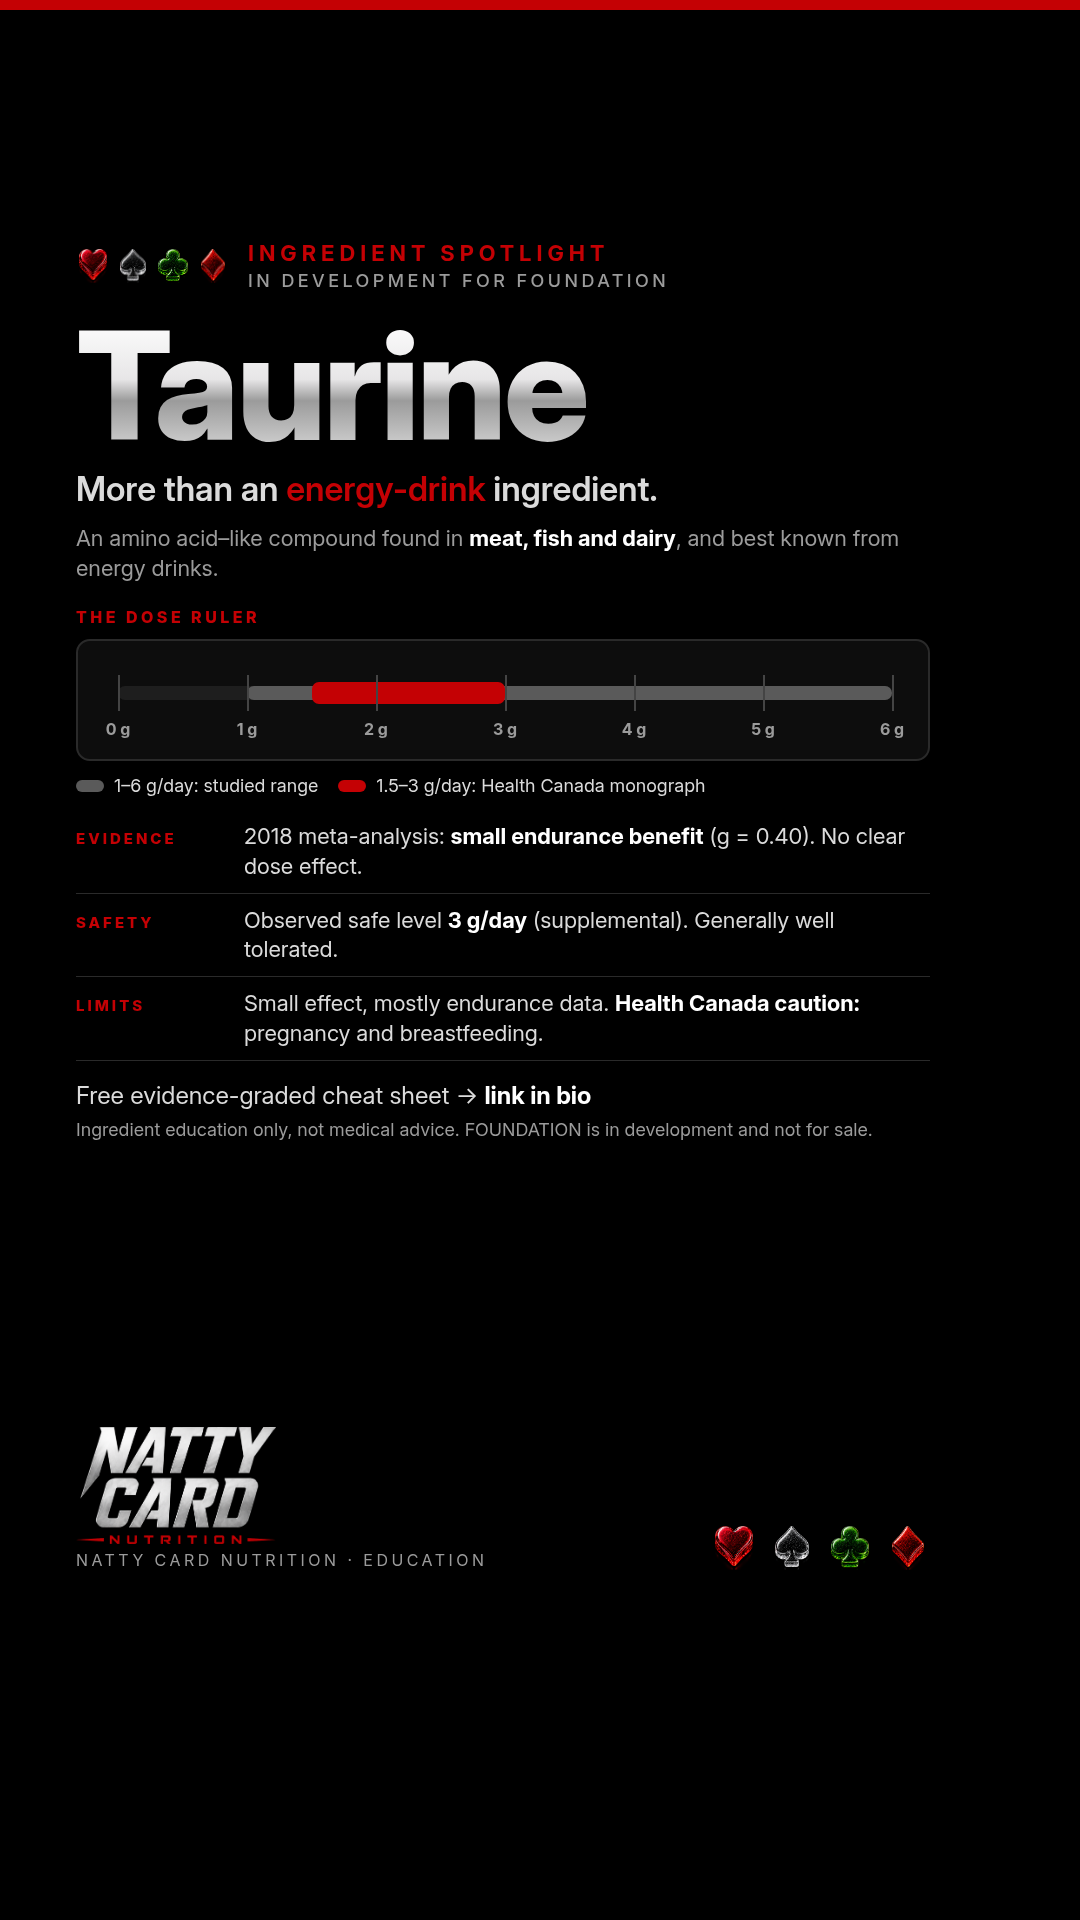 INGREDIENT SPOTLIGHT
IN DEVELOPMENT FOR FOUNDATION
Taurine
More than an energy-drink ingredient.
An amino acid–like compound found in meat, fish and dairy, and best known from
energy drinks.
THE DOSE RULER
0 g 1 g 2 g 3 g 4 g 5 g 6 g
1–6 g/day: studied range 1.5–3 g/day: Health Canada monograph
EVIDENCE 2018 meta-analysis: small endurance benefit (g = 0.40). No clear
dose effect.
SAFETY Observed safe level 3 g/day (supplemental). Generally well
tolerated.
LIMITS Small effect, mostly endurance data. Health Canada caution:
pregnancy and breastfeeding.
Free evidence-graded cheat sheet → link in bio
Ingredient education only, not medical advice. FOUNDATION is in development and not for sale.
NATTY
CARD
NUTRITION
NATTY CARD NUTRITION · EDUCATION